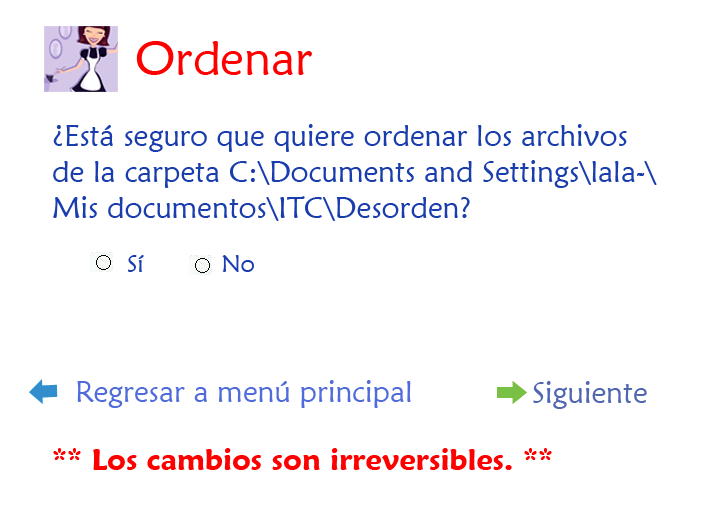 Ordenar
¿Está seguro que quiere ordenar los archivos
de la carpeta C:\Documents and Settings\lala-\
Mis documentos\ITC\Desorden?
Sí No
Regresar a menú principal Siguiente
** Los cambios son irreversibles. **